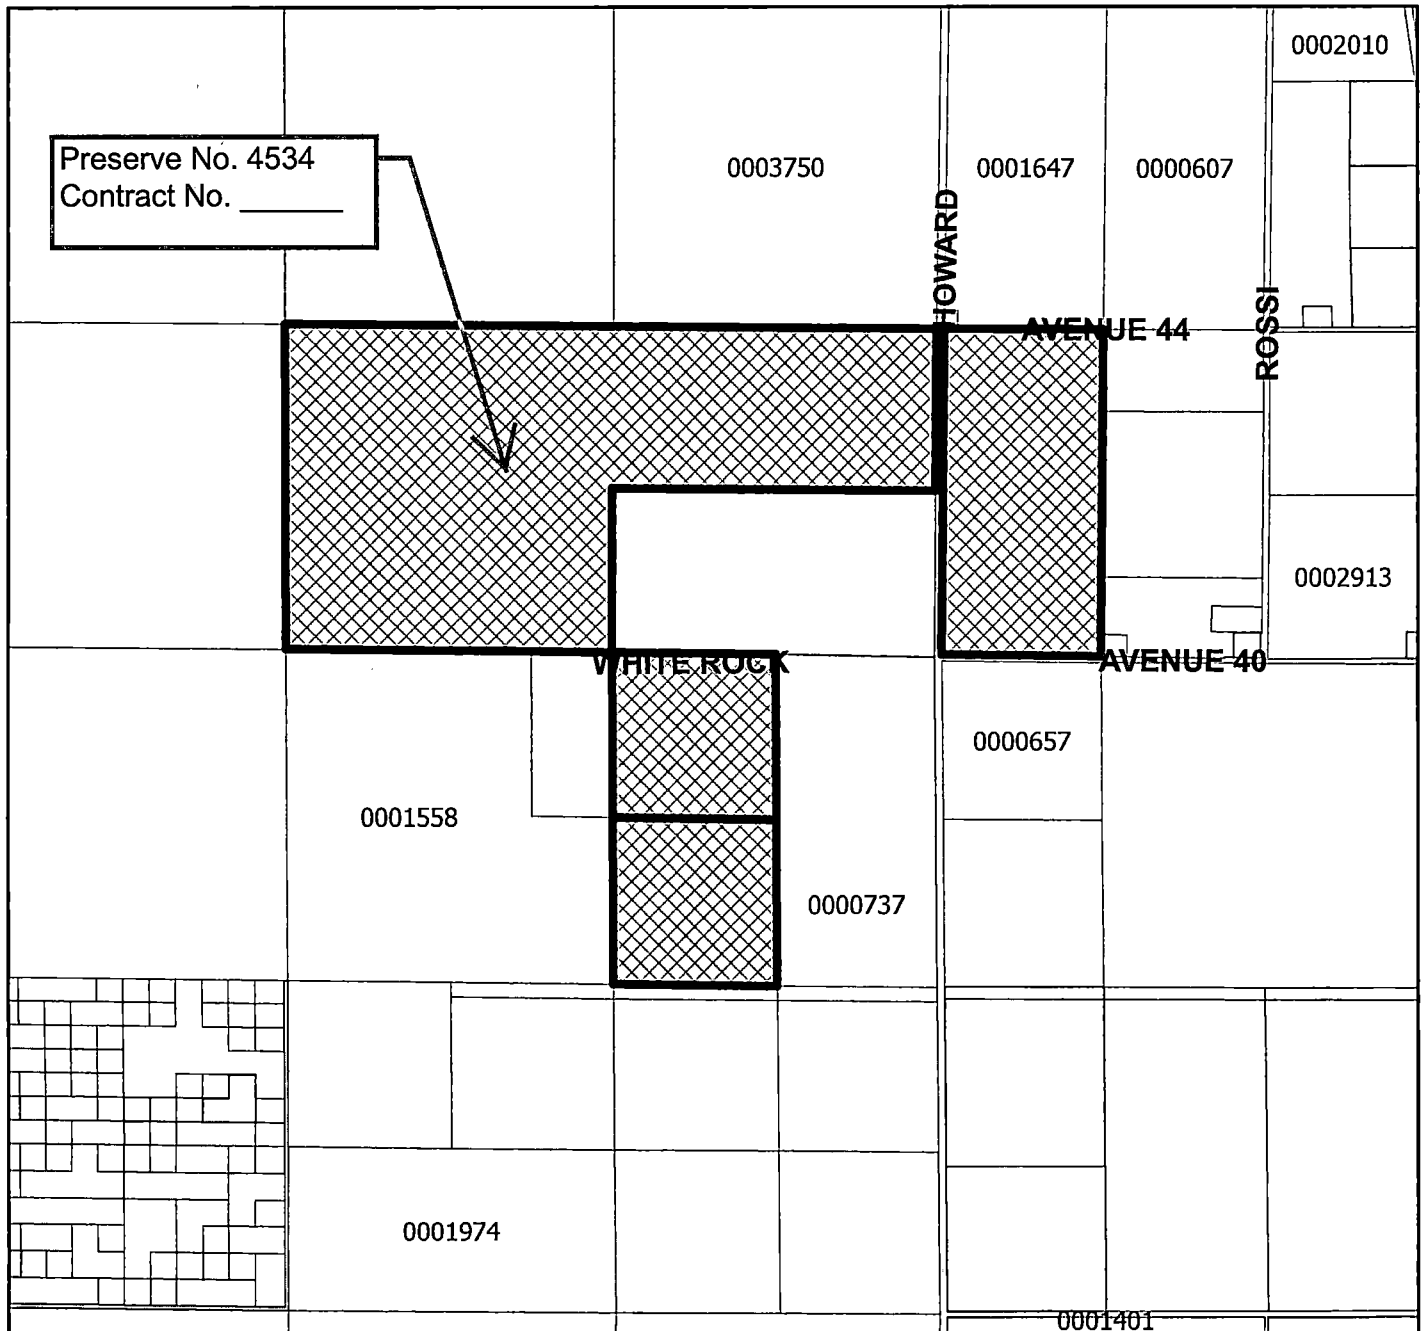 0002010
Preserve No. 4534
Contract No. ______
0003750
0001647
0000607
HOWARD
ROSSI
AVENUE 44
0002913
WHITE ROCK
AVENUE 40
0000657
0001558
0000737
0001974
0001401